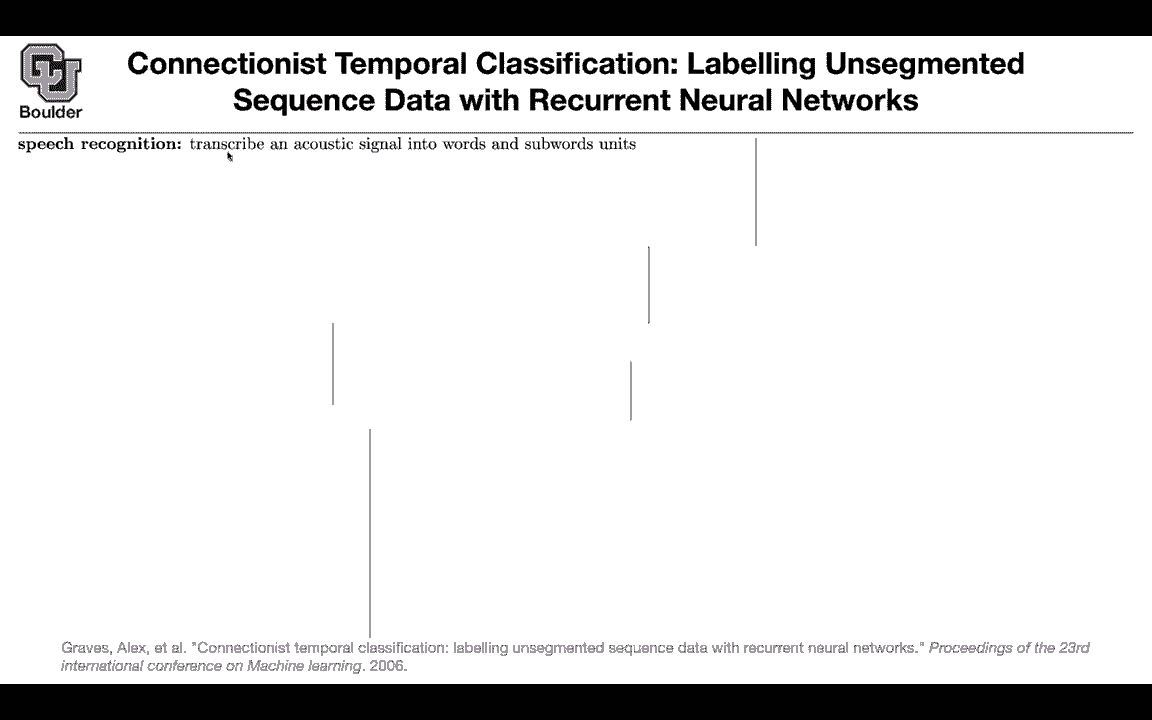 Connectionist Temporal Classification: Labelling Unsegmented
Sequence Data with Recurrent Neural Networks
Boulder
speech recognition: transcribe an acoustic signal into words and subwords units
Graves, Alex, et al. "Connectionist temporal classification: labelling unsegmented sequence data with recurrent neural networks." Proceedings of the 23rd
international conference on Machine learning. 2006.